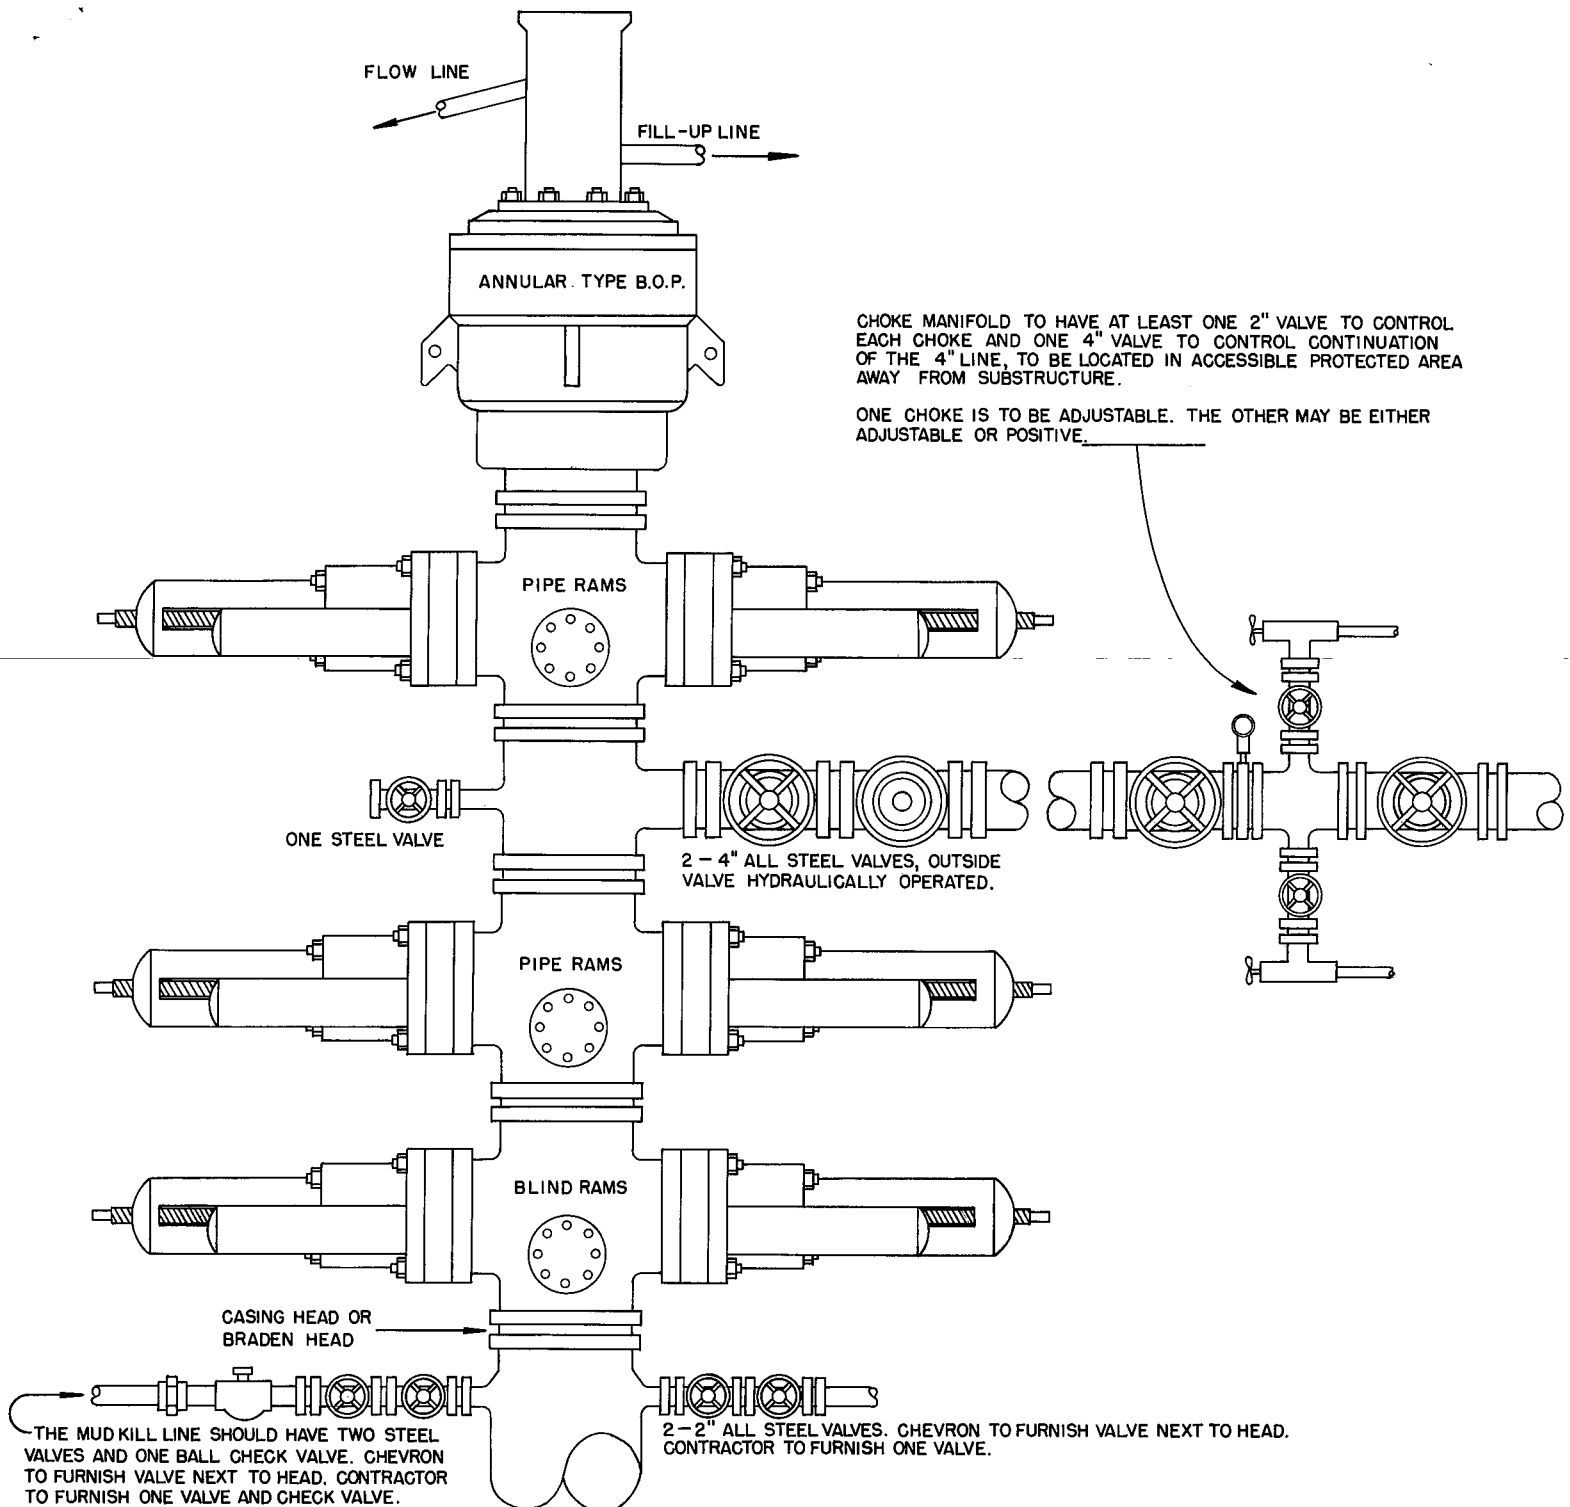 FLOW LINE
FILL-UP LINE
ANNULAR. TYPE B.O.P.
CHOKE MANIFOLD TO HAVE AT LEAST ONE 2" VALVE TO CONTROL
EACH CHOKE AND ONE 4" VALVE TO CONTROL CONTINUATION
OF THE 4" LINE, TO BE LOCATED IN ACCESSIBLE PROTECTED AREA
AWAY FROM SUBSTRUCTURE.
ONE CHOKE IS TO BE ADJUSTABLE. THE OTHER MAY BE EITHER
ADJUSTABLE OR POSITIVE.
PIPE RAMS
ONE STEEL VALVE
2-4" ALL STEEL VALVES, OUTSIDE
VALVE HYDRAULICALLY OPERATED.
PIPE RAMS
BLIND RAMS
CASING HEAD OR
BRADEN HEAD
THE MUD KILL LINE SHOULD HAVE TWO STEEL
VALVES AND ONE BALL CHECK VALVE. CHEVRON
TO FURNISH VALVE NEXT TO HEAD. CONTRACTOR
TO FURNISH ONE VALVE AND CHECK VALVE.
2-2" ALL STEEL VALVES. CHEVRON TO FURNISH VALVE NEXT TO HEAD.
CONTRACTOR TO FURNISH ONE VALVE.